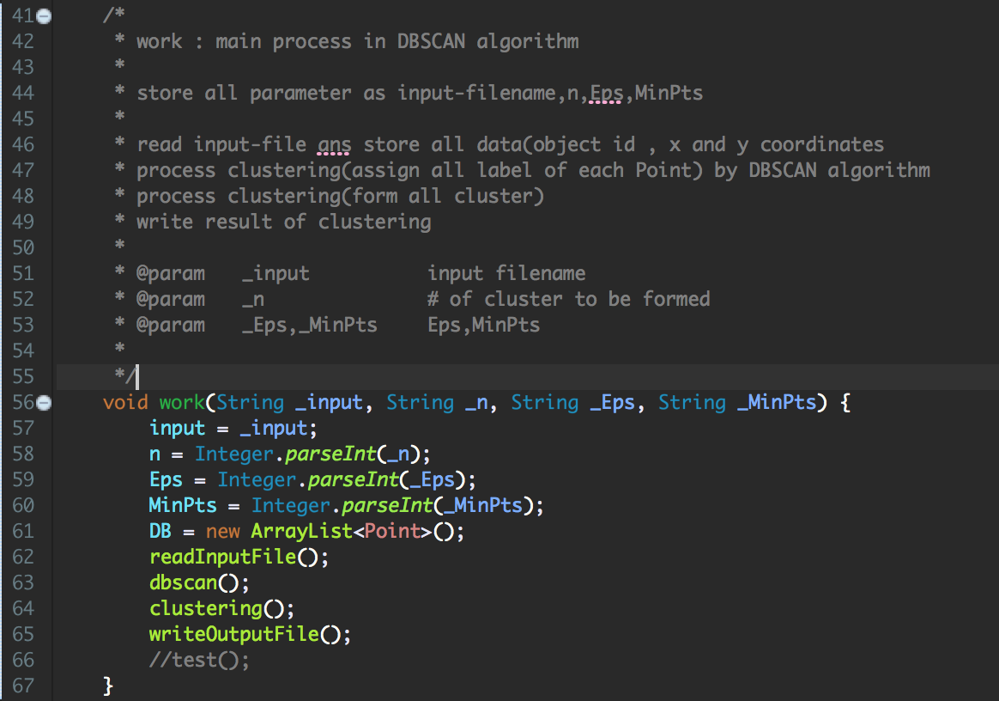 41 /*
42 * work : main process in DBSCAN algorithm
43 *
44 * store all parameter as input-filename,n,Eps,MinPts
45 *
46 * read input-file ans store all data(object id , x and y coordinates
47 * process clustering(assign all label of each Point) by DBSCAN algorithm
48 * process clustering(form all cluster)
49 * write result of clustering
50 *
51 * @param _input input filename
52 * @param _n # of cluster to be formed
53 * @param _Eps,_MinPts Eps,MinPts
54 *
55 */
56 void work(String _input, String _n, String _Eps, String _MinPts) {
57 input = _input;
58 n = Integer.parseInt(_n);
59 Eps = Integer.parseInt(_Eps);
60 MinPts = Integer.parseInt(_MinPts);
61 DB = new ArrayList<Point>();
62 readInputFile();
63 dbscan();
64 clustering();
65 writeOutputFile();
66 //test();
67 }